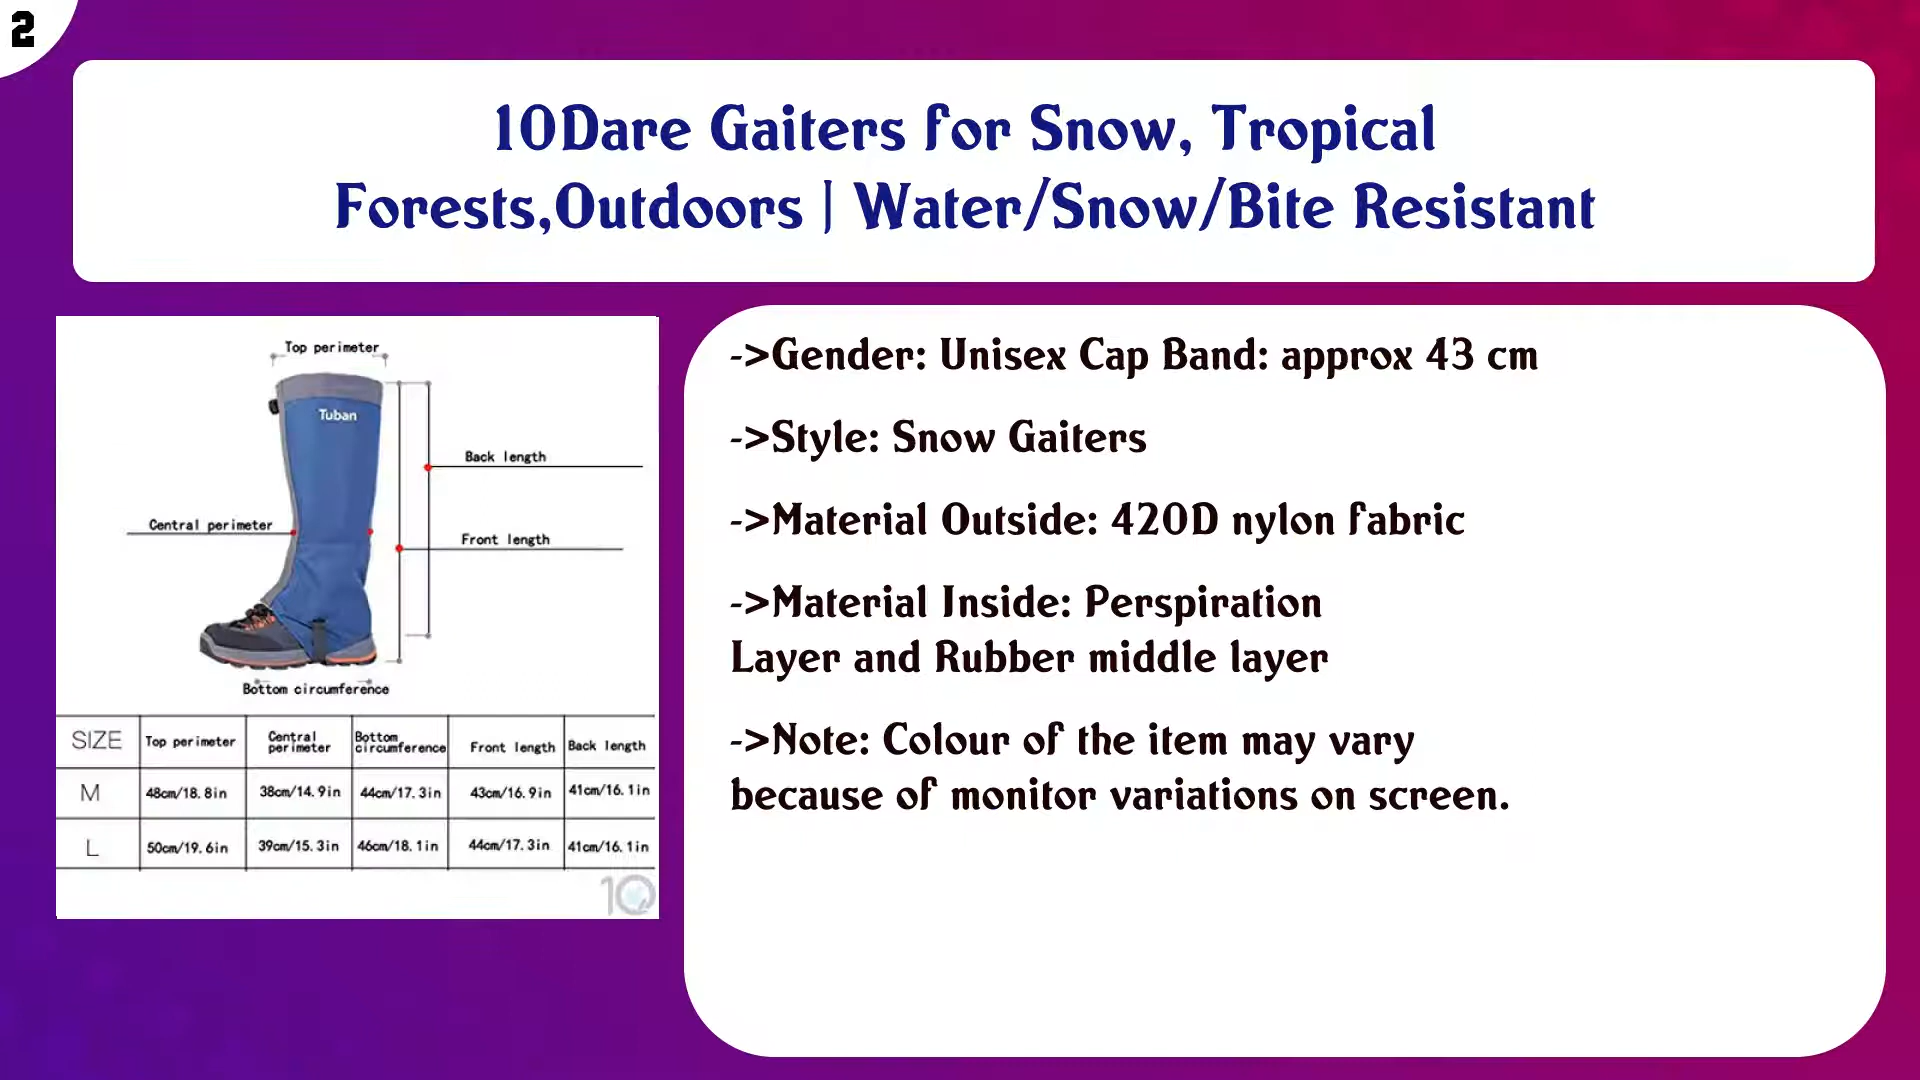 2
10Dare Gaiters for Snow, Tropical
Forests,Outdoors | Water/Snow/Bite Resistant
Top perimeter
Tuban
Back length
Central perimeter
Front length
Bottom circumference
SIZE Top perimeter Central perimeter Bottom circumference Front length Back length
M 48cm/18.8in 38cm/14.9in 44cm/17.3in 43cm/16.9in 41cm/16.1in
L 50cm/19.6in 39cm/15.3in 46cm/18.1in 44cm/17.3in 41cm/16.1in
10
->Gender: Unisex Cap Band: approx 43 cm
->Style: Snow Gaiters
->Material Outside: 420D nylon fabric
->Material Inside: Perspiration
Layer and Rubber middle layer
->Note: Colour of the item may vary
because of monitor variations on screen.